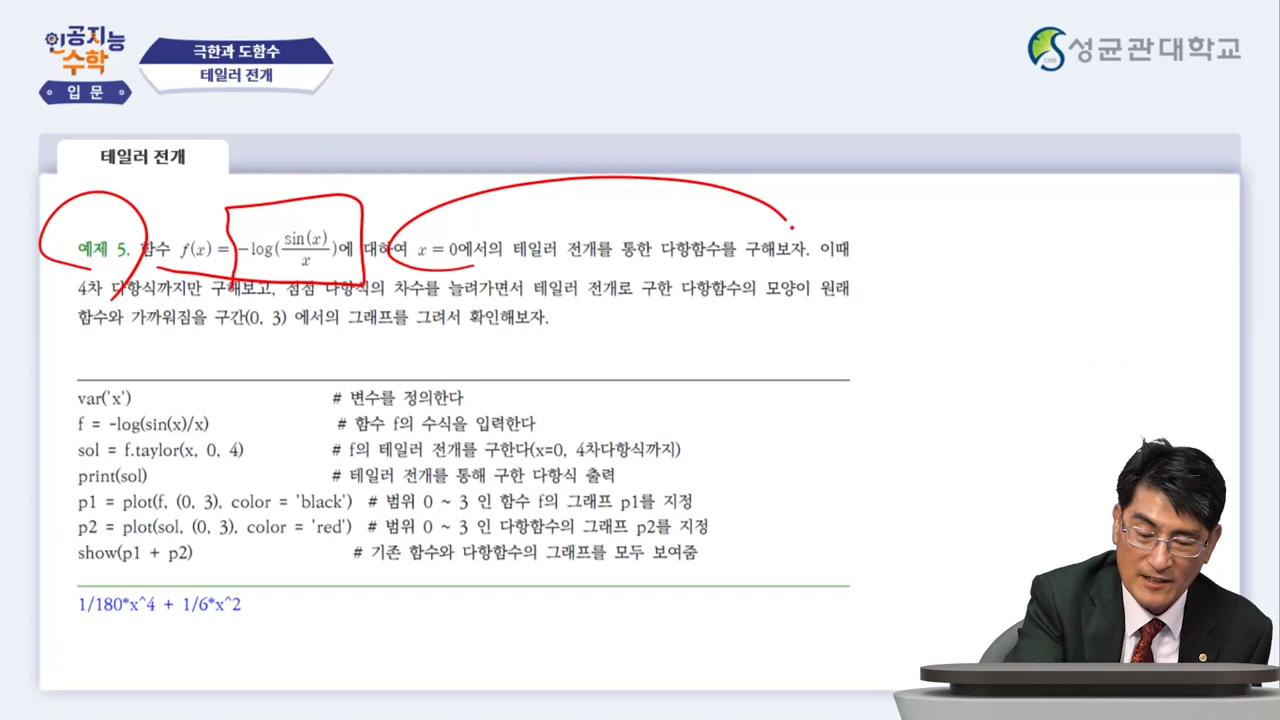 인공지능
수학
입 문
극한과 도함수
테일러 전개
성균관대학교
테일러 전개
예제 5. 함수 f(x) = -log(sin(x)/x)에 대하여 x = 0에서의 테일러 전개를 통한 다항함수를 구해보자. 이때
4차 다항식까지만 구해보고, 점점 다항식의 차수를 늘려가면서 테일러 전개로 구한 다항함수의 모양이 원래
함수와 가까워짐을 구간(0, 3) 에서의 그래프를 그려서 확인해보자.
var('x') # 변수를 정의한다
f = -log(sin(x)/x) # 함수 f의 수식을 입력한다
sol = f.taylor(x, 0, 4) # f의 테일러 전개를 구한다(x=0, 4차다항식까지)
print(sol) # 테일러 전개를 통해 구한 다항식 출력
p1 = plot(f, (0, 3), color = 'black') # 범위 0 ~ 3 인 함수 f의 그래프 p1를 지정
p2 = plot(sol, (0, 3), color = 'red') # 범위 0 ~ 3 인 다항함수의 그래프 p2를 지정
show(p1 + p2) # 기존 함수와 다항함수의 그래프를 모두 보여줌
1/180*x^4 + 1/6*x^2